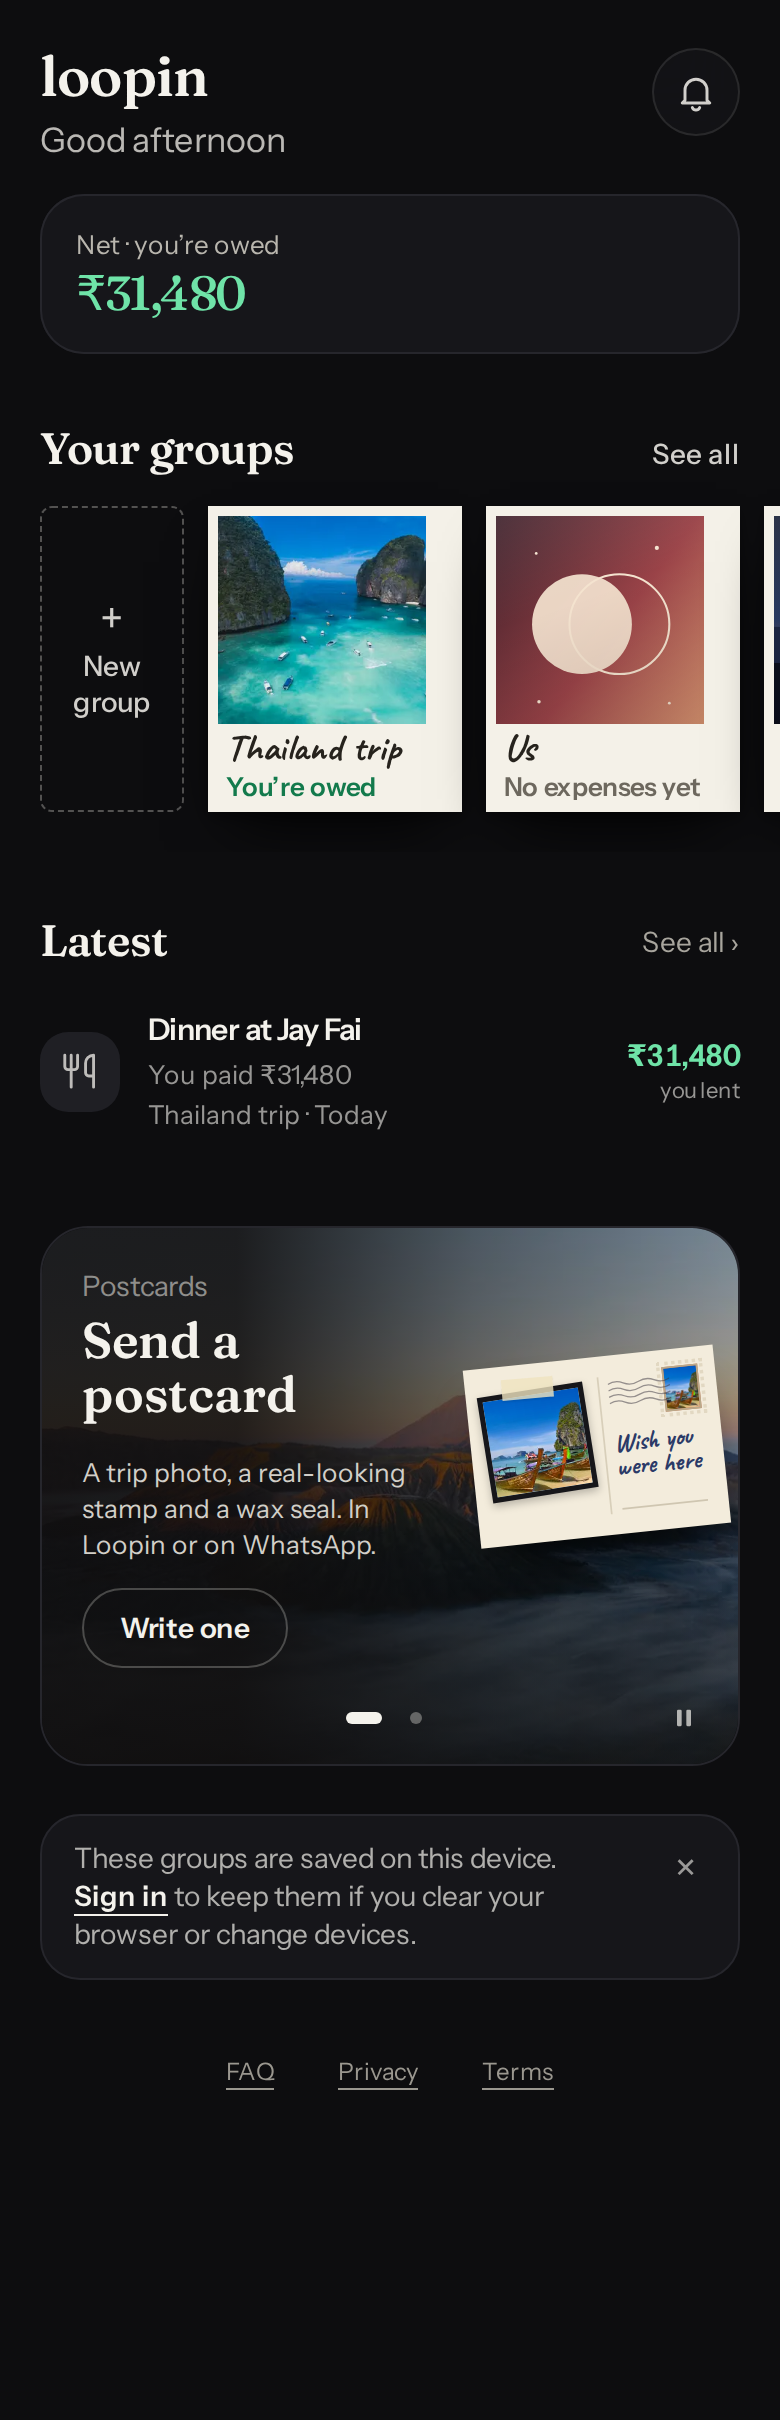 loopin
Good afternoon
Net · you’re owed
₹31,480
Your groups
See all
+
New
group
Thailand trip
You’re owed
Us
No expenses yet
Latest
See all ›
Dinner at Jay Fai
You paid ₹31,480
Thailand trip · Today
₹31,480
you lent
Postcards
Send a
postcard
A trip photo, a real-looking
stamp and a wax seal. In
Loopin or on WhatsApp.
Wish you
were here
Write one
These groups are saved on this device.
Sign in to keep them if you clear your
browser or change devices.
FAQ
Privacy
Terms